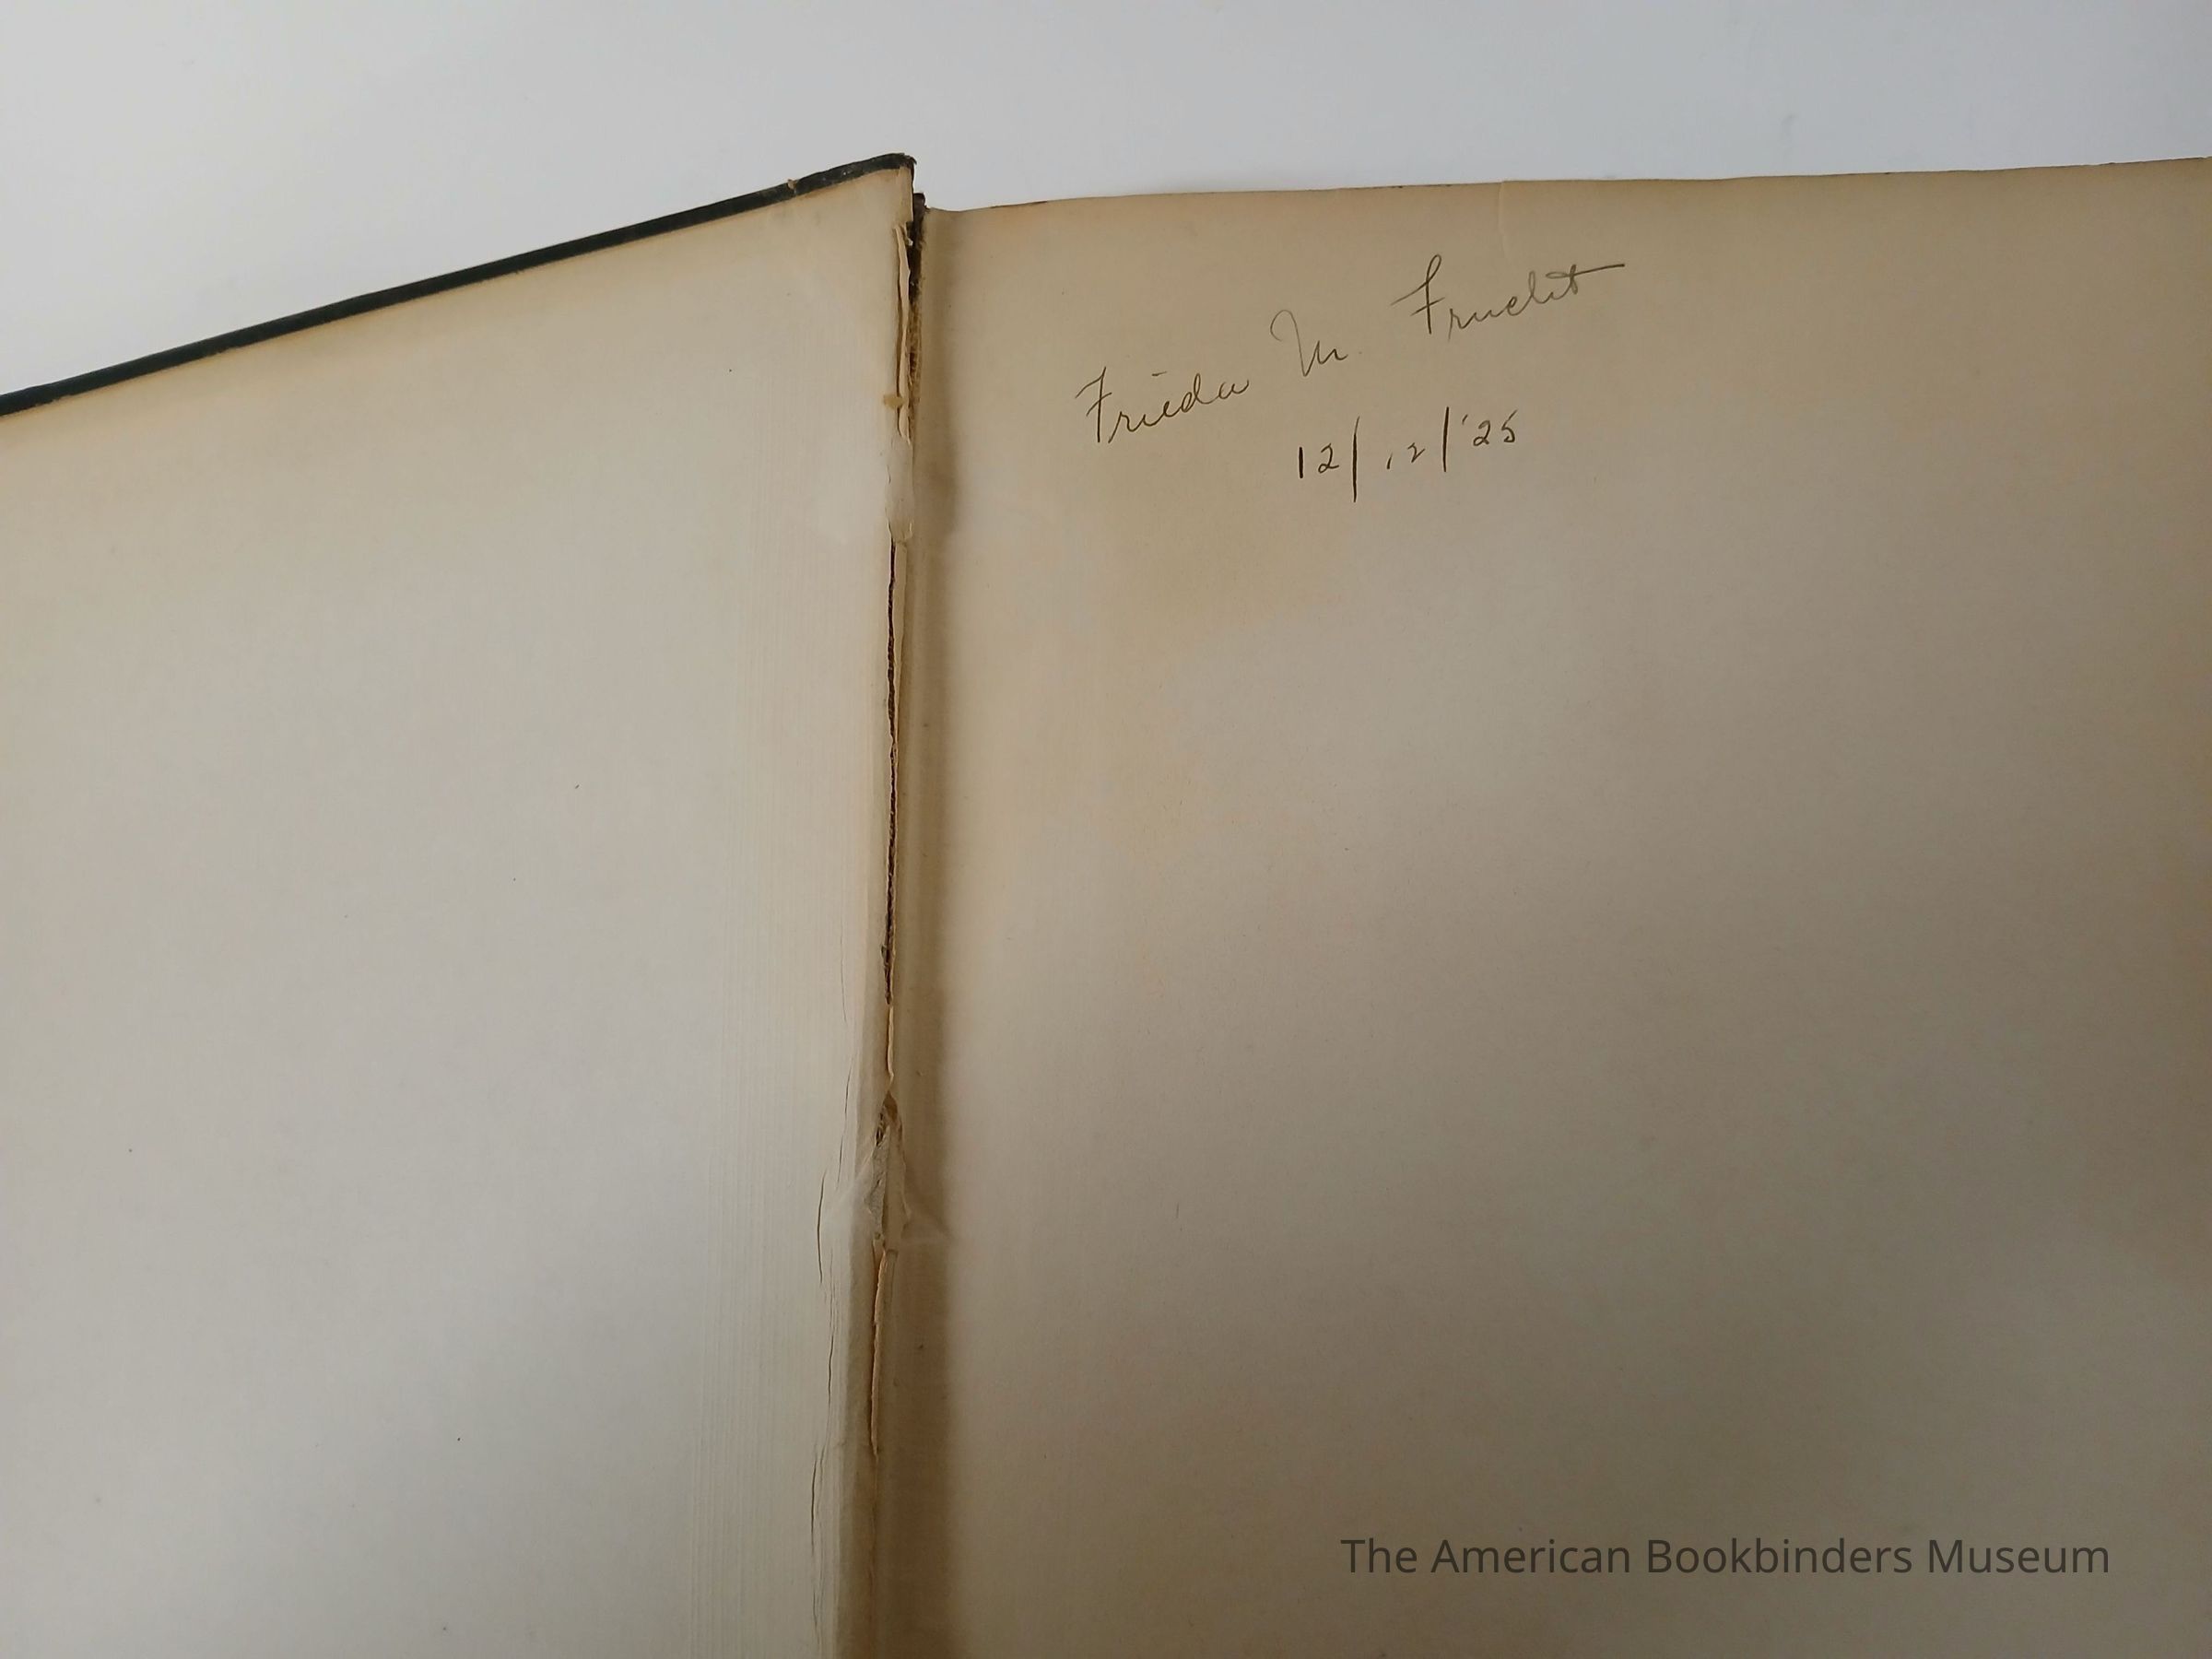 Frieda M. Frucht
12/12/'25
The American Bookbinders Museum